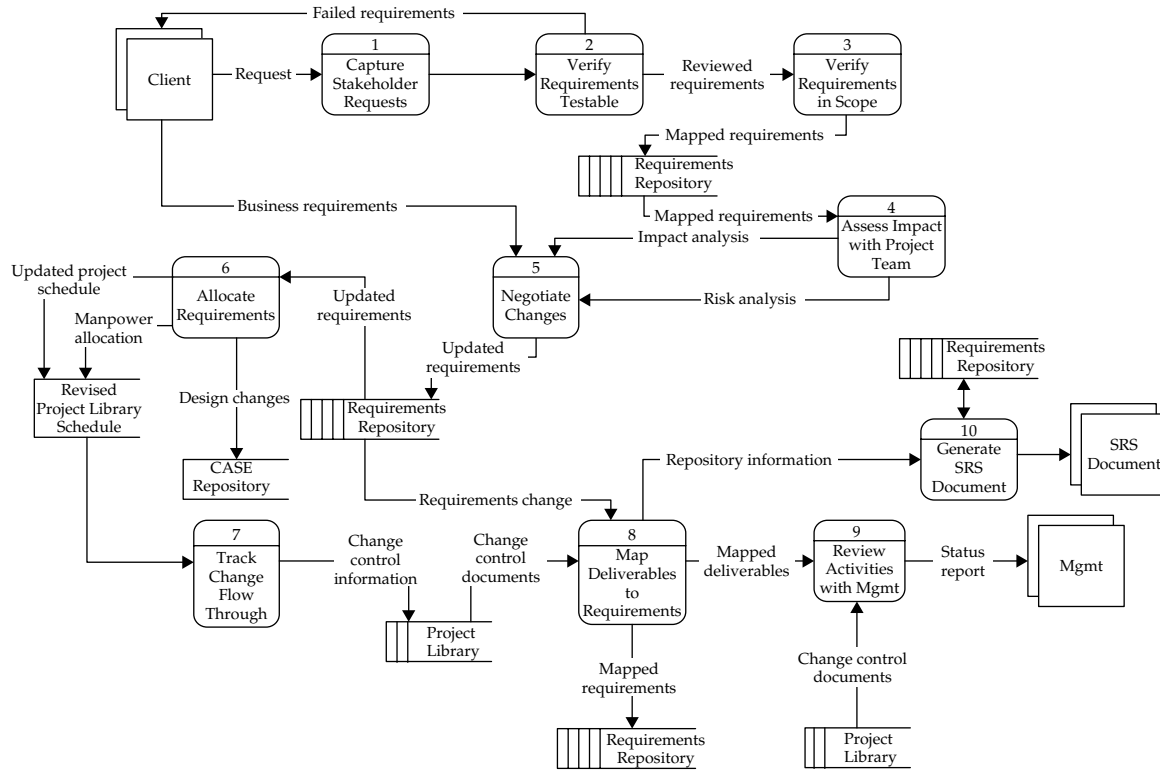 Failed requirements
Client
Request
1
Capture
Stakeholder
Requests
2
Verify
Requirements
Testable
Reviewed
requirements
3
Verify
Requirements
in Scope
Mapped requirements
Requirements
Repository
Business requirements
Mapped requirements
Impact analysis
4
Assess Impact
with Project
Team
Updated project
schedule
6
Allocate
Requirements
Updated
requirements
5
Negotiate
Changes
Risk analysis
Manpower
allocation
Updated
requirements
Requirements
Repository
Revised
Project Library
Schedule
Design changes
Requirements
Repository
10
Generate
SRS
Document
SRS
Document
CASE
Repository
Repository information
Requirements change
7
Track
Change
Flow
Through
Change
control
information
Change
control
documents
8
Map
Deliverables
to
Requirements
Mapped
deliverables
9
Review
Activities
with Mgmt
Status
report
Mgmt
Project
Library
Mapped
requirements
Change control
documents
Requirements
Repository
Project
Library